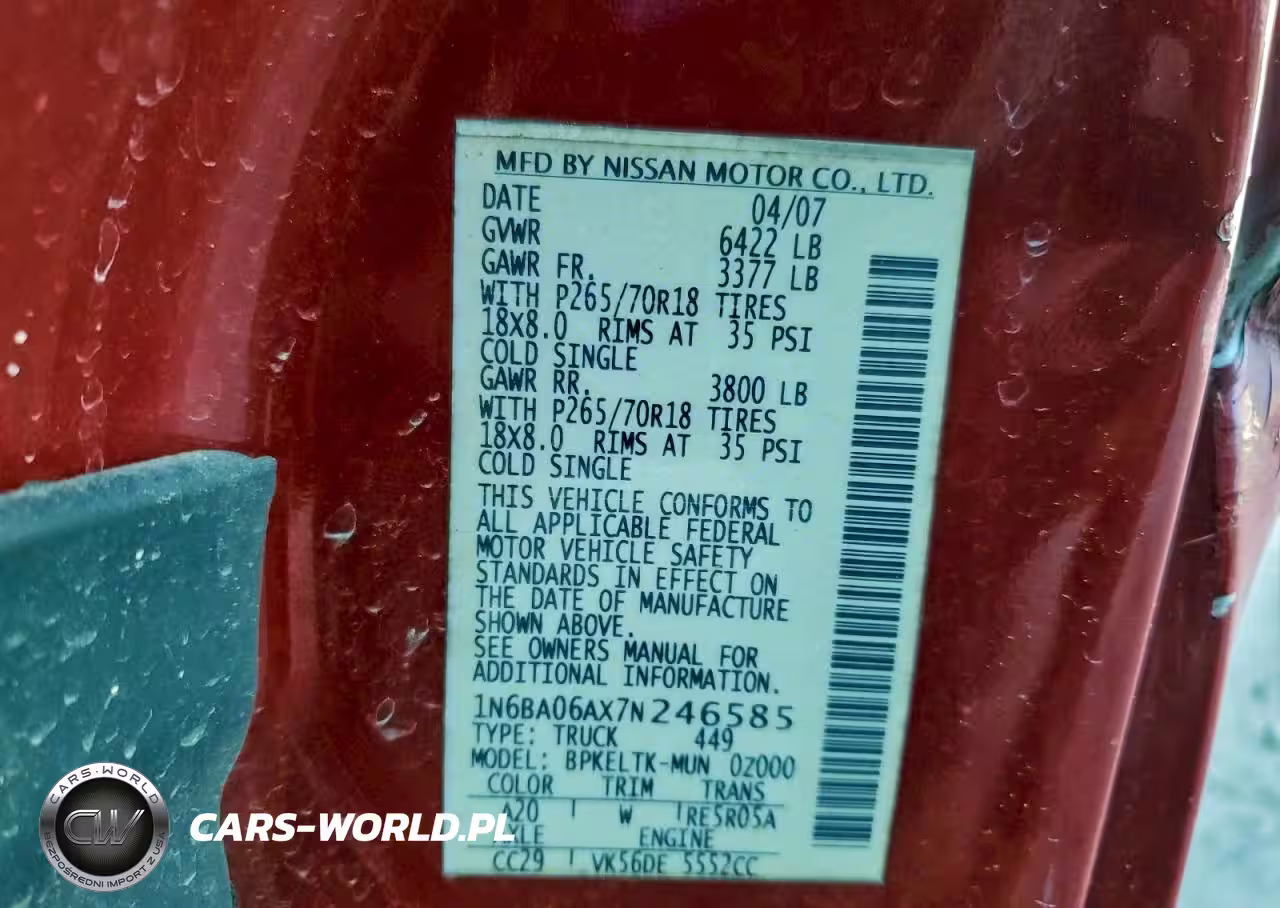 MFD BY NISSAN MOTOR CO., LTD.
DATE 04/07
GVWR 6422 LB
GAWR FR. 3377 LB
WITH P265/70R18 TIRES
18X8.0 RIMS AT 35 PSI
COLD SINGLE
GAWR RR. 3800 LB
WITH P265/70R18 TIRES
18X8.0 RIMS AT 35 PSI
COLD SINGLE
THIS VEHICLE CONFORMS TO
ALL APPLICABLE FEDERAL
MOTOR VEHICLE SAFETY
STANDARDS IN EFFECT ON
THE DATE OF MANUFACTURE
SHOWN ABOVE.
SEE OWNERS MANUAL FOR
ADDITIONAL INFORMATION.
1N6BA06AX7N246585
TYPE: TRUCK 449
MODEL: BPKELTK-MUN 0Z000
COLOR TRIM TRANS
A20 W RE5R05A
AXLE ENGINE
CC29 VK56DE 5552CC
CARS-WORLD
CW
BEZPOŚREDNI IMPORT Z USA
CARS-WORLD.PL